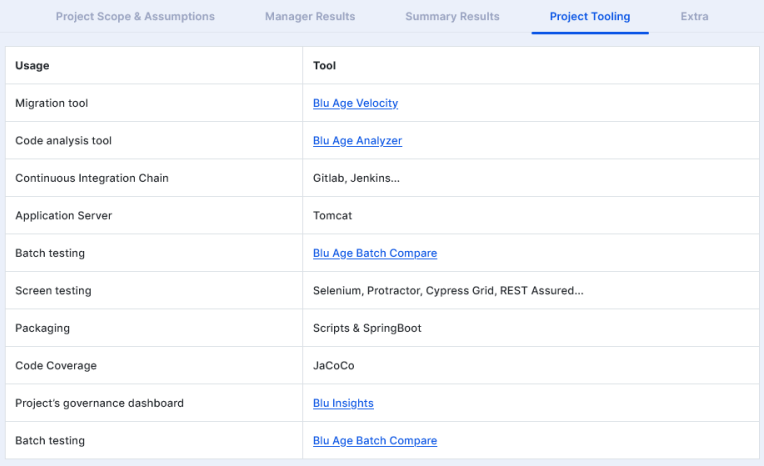 Project Scope & Assumptions Manager Results Summary Results Project Tooling Extra
Usage Tool
Migration tool Blu Age Velocity
Code analysis tool Blu Age Analyzer
Continuous Integration Chain Gitlab, Jenkins...
Application Server Tomcat
Batch testing Blu Age Batch Compare
Screen testing Selenium, Protractor, Cypress Grid, REST Assured...
Packaging Scripts & SpringBoot
Code Coverage JaCoCo
Project's governance dashboard Blu Insights
Batch testing Blu Age Batch Compare